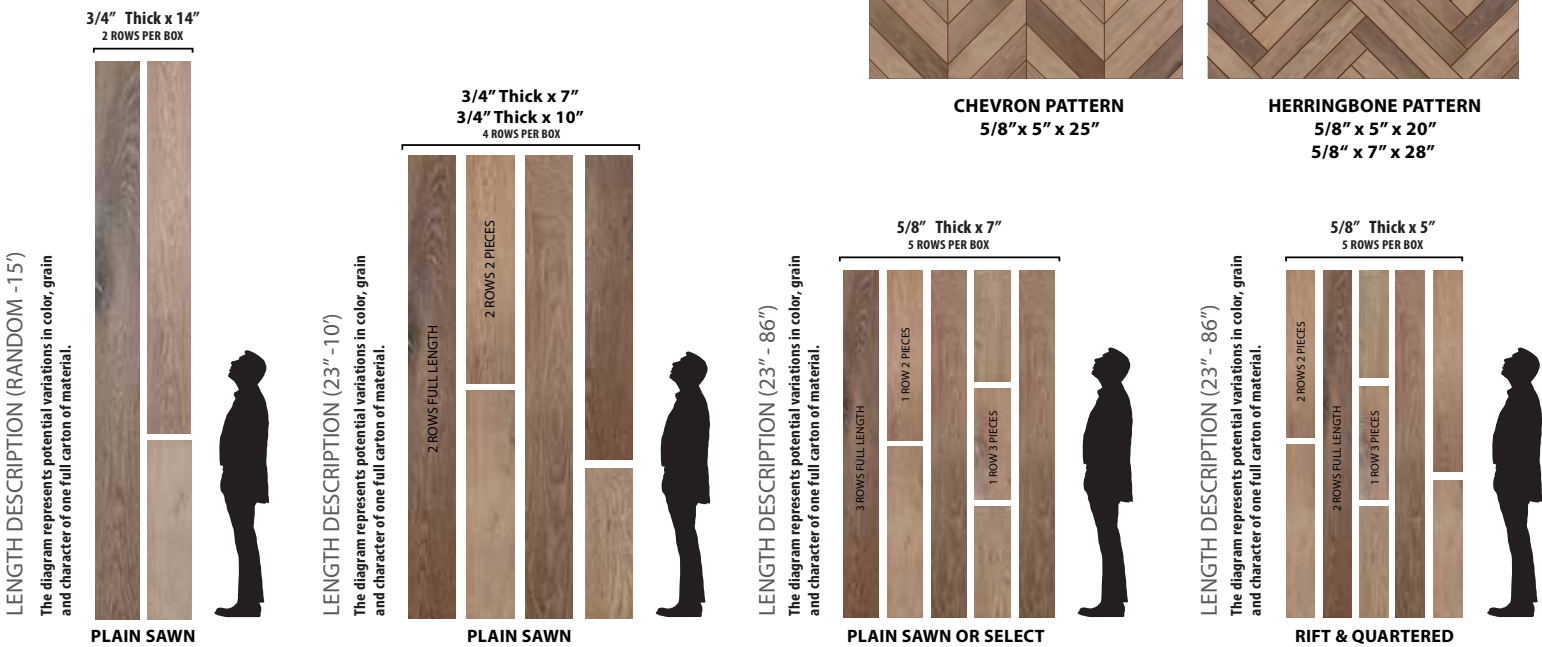 3/4” Thick x 14”
2 ROWS PER BOX
LENGTH DESCRIPTION (RANDOM -15’)
The diagram represents potential variations in color, grain
and character of one full carton of material.
PLAIN SAWN
3/4” Thick x 7”
3/4” Thick x 10”
4 ROWS PER BOX
LENGTH DESCRIPTION (23” -10’)
The diagram represents potential variations in color, grain
and character of one full carton of material.
2 ROWS FULL LENGTH
2 ROWS 2 PIECES
PLAIN SAWN
CHEVRON PATTERN
5/8”x 5” x 25”
HERRINGBONE PATTERN
5/8” x 5” x 20”
5/8“ x 7” x 28”
5/8” Thick x 7”
5 ROWS PER BOX
LENGTH DESCRIPTION (23” - 86”)
The diagram represents potential variations in color, grain
and character of one full carton of material.
3 ROWS FULL LENGTH
1 ROW 2 PIECES
1 ROW 3 PIECES
PLAIN SAWN OR SELECT
5/8” Thick x 5”
5 ROWS PER BOX
LENGTH DESCRIPTION (23” - 86”)
The diagram represents potential variations in color, grain
and character of one full carton of material.
2 ROWS 2 PIECES
2 ROWS FULL LENGTH
1 ROW 3 PIECES
RIFT & QUARTERED